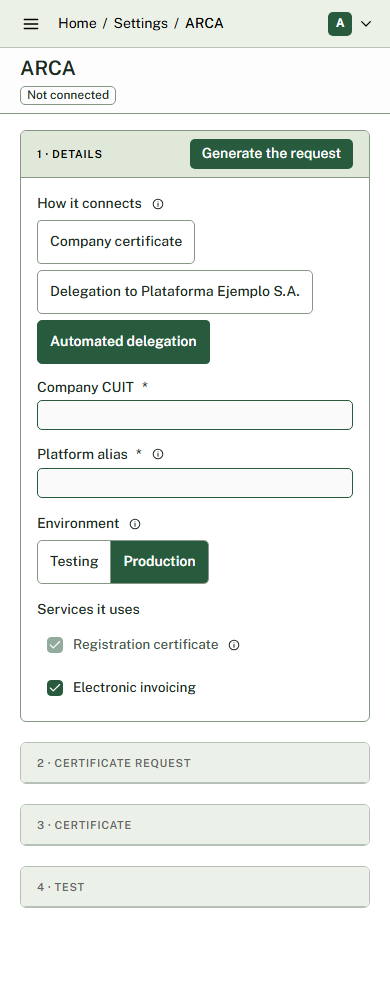 Home / Settings / ARCA
A
ARCA
Not connected
1 · DETAILS
Generate the request
How it connects
Company certificate
Delegation to Plataforma Ejemplo S.A.
Automated delegation
Company CUIT *
Platform alias *
Environment
Testing
Production
Services it uses
Registration certificate
Electronic invoicing
2 · CERTIFICATE REQUEST
3 · CERTIFICATE
4 · TEST